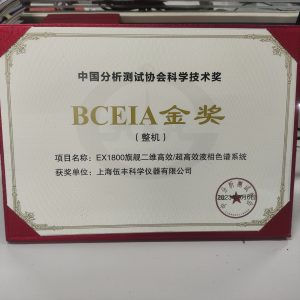 中国分析测试协会科学技术奖
BCEIA金奖
（整机）
项目名称：EX1800旗舰二维高效/超高效液相色谱系统
获奖单位：上海伍丰科学仪器有限公司